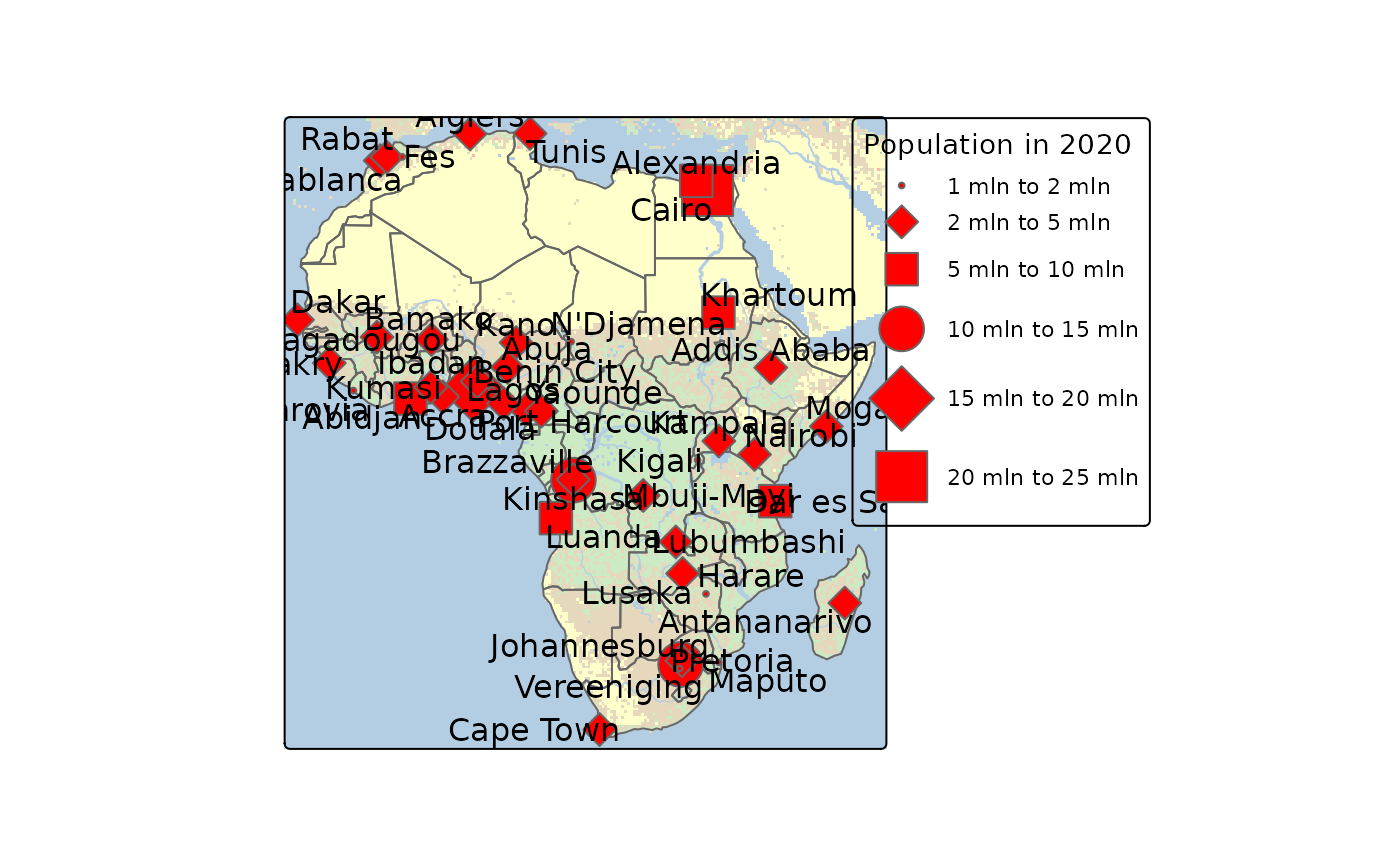 Algiers
Rabat
Fes
Tunis
Alexandria
ablanca
Cairo
Dakar
Khartoum
Bamako
Kano
N'Djamena
agadougou
Abuja
Addis Ababa
akry
Ibadan
Benin City
Kumasi
Lagos
Yaounde
rovia
Abidjan
Accra
Port Harcourt
Kampala
Moga
Douala
Nairobi
Brazzaville
Kigali
Kinshasa
Mbuji-Mayi
Dar es Sa
Luanda
Lubumbashi
Harare
Lusaka
Antananarivo
Johannesburg
Pretoria
Vereeniging
Maputo
Cape Town
Population in 2020
1 mln to 2 mln
2 mln to 5 mln
5 mln to 10 mln
10 mln to 15 mln
15 mln to 20 mln
20 mln to 25 mln